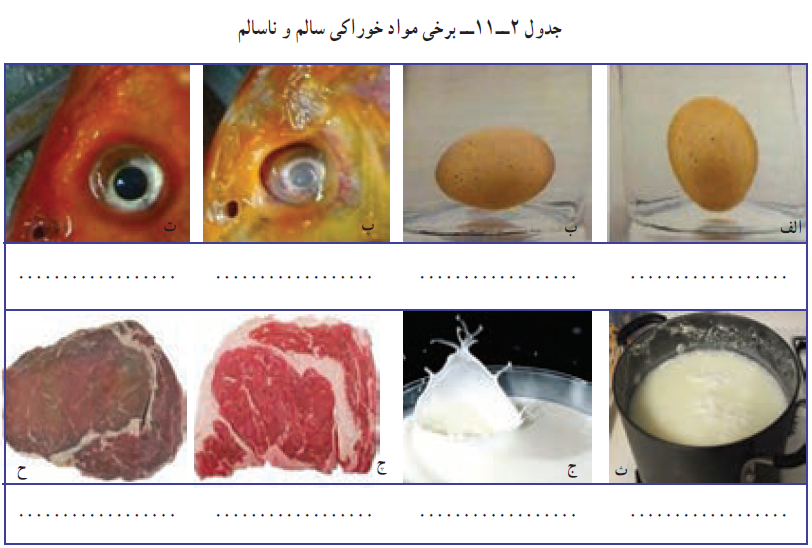 جدول ۲ــ۱۱ــ برخی مواد خوراکی سالم و ناسالم
الف ب پ ت
..................	..................	..................	..................
ث ج چ ح
..................	..................	..................	..................